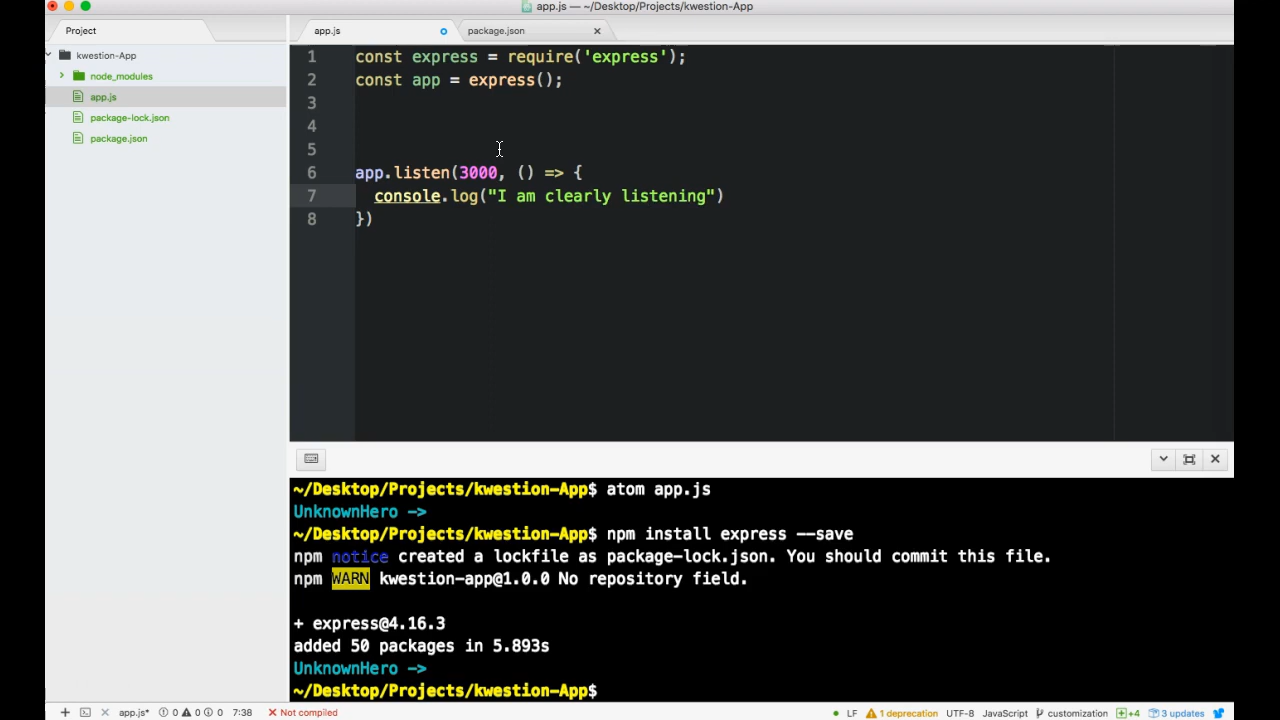 app.js — ~/Desktop/Projects/kwestion-App
Project
app.js
package.json
kwestion-App
node_modules
app.js
package-lock.json
package.json
1 const express = require('express');
2 const app = express();
3
4
5
6 app.listen(3000, () => {
7 console.log("I am clearly listening")
8 })
~/Desktop/Projects/kwestion-App$ atom app.js
UnknownHero ->
~/Desktop/Projects/kwestion-App$ npm install express --save
npm notice created a lockfile as package-lock.json. You should commit this file.
npm WARN kwestion-app@1.0.0 No repository field.
+ express@4.16.3
added 50 packages in 5.893s
UnknownHero ->
~/Desktop/Projects/kwestion-App$
app.js* 0 0 0 7:38 Not compiled LF 1 deprecation UTF-8 JavaScript customization +4 3 updates